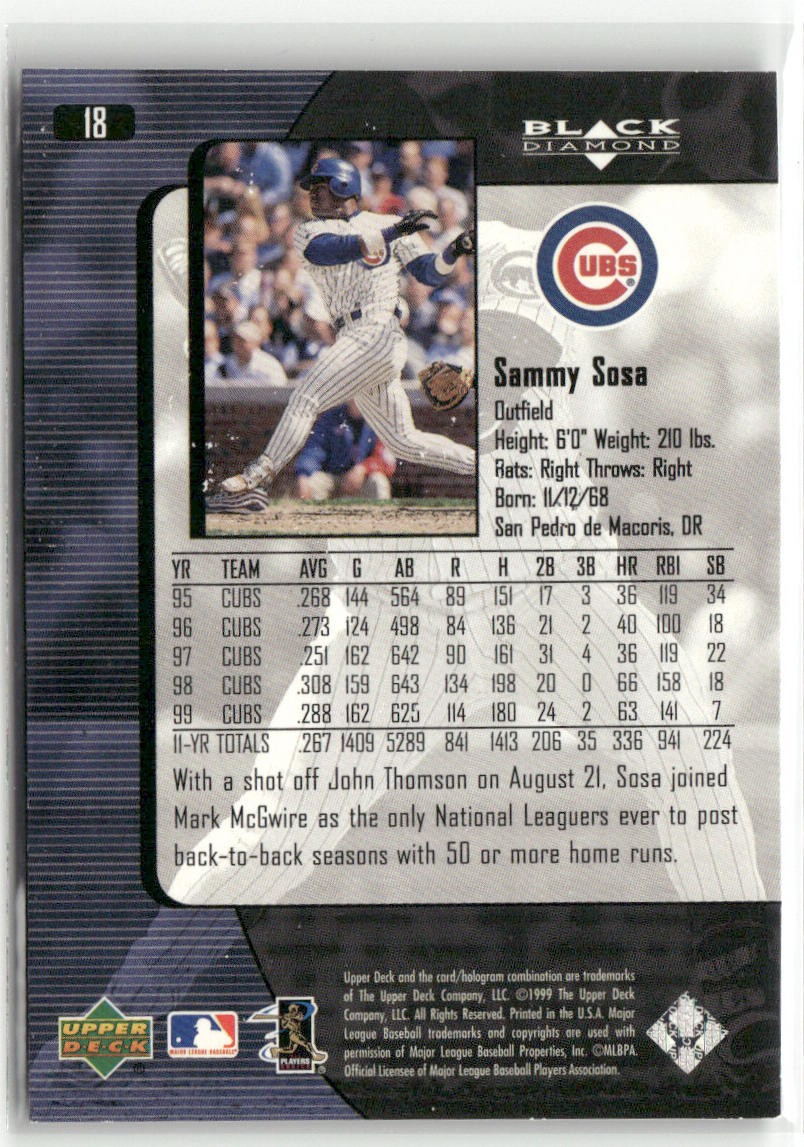 18
BLACK
DIAMOND
CUBS
Sammy Sosa
Outfield
Height: 6'0" Weight: 210 lbs.
Bats: Right Throws: Right
Born: 11/12/68
San Pedro de Macoris, DR
YR TEAM AVG G AB R H 2B 3B HR RBI SB
95 CUBS .268 144 564 89 151 17 3 36 119 34
96 CUBS .273 124 498 84 136 21 2 40 100 18
97 CUBS .251 162 642 90 161 31 4 36 119 22
98 CUBS .308 159 643 134 198 20 0 66 158 18
99 CUBS .288 162 625 114 180 24 2 63 141 7
11-YR TOTALS .267 1409 5289 841 1413 206 35 336 941 224
With a shot off John Thomson on August 21, Sosa joined
Mark McGwire as the only National Leaguers ever to post
back-to-back seasons with 50 or more home runs.
Upper Deck and the card/hologram combination are trademarks
of The Upper Deck Company, LLC. ©1999 The Upper Deck
Company, LLC. All Rights Reserved. Printed in the U.S.A. Major
League Baseball trademarks and copyrights are used with
permission of Major League Baseball Properties, Inc. ©MLBPA.
Official Licensee of Major League Baseball Players Association.
UPPER
D·E·C·K
MAJOR LEAGUE BASEBALL
PLAYERS